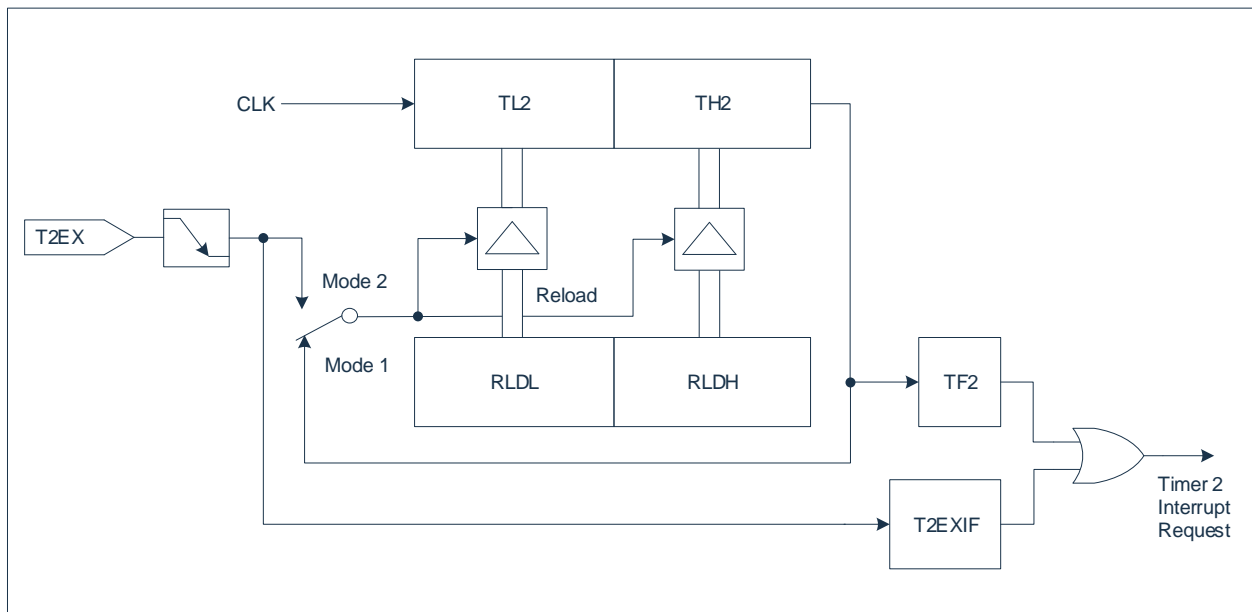 CLK
TL2
TH2
T2EX
Mode 2
Reload
Mode 1
RLDL
RLDH
TF2
T2EXIF
Timer 2
Interrupt
Request